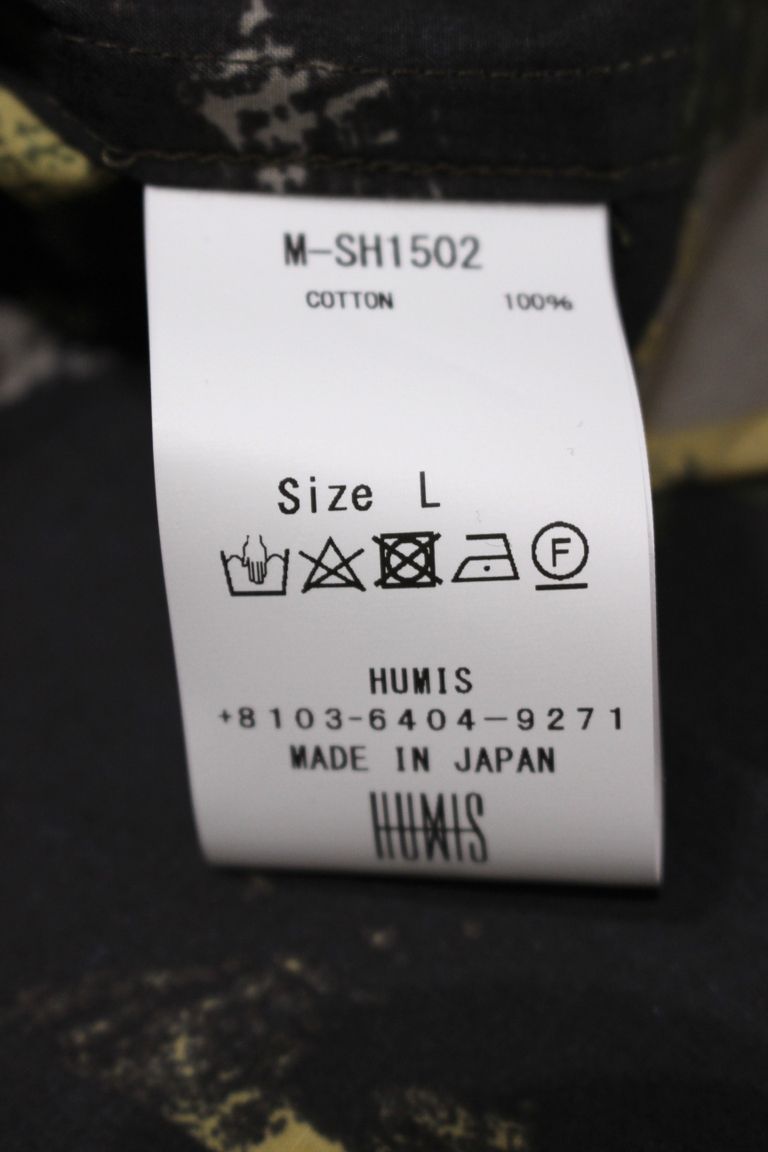 M-SH1502
COTTON 100%
Size L
F
HUMIS
+8103-6404-9271
MADE IN JAPAN
HUMIS